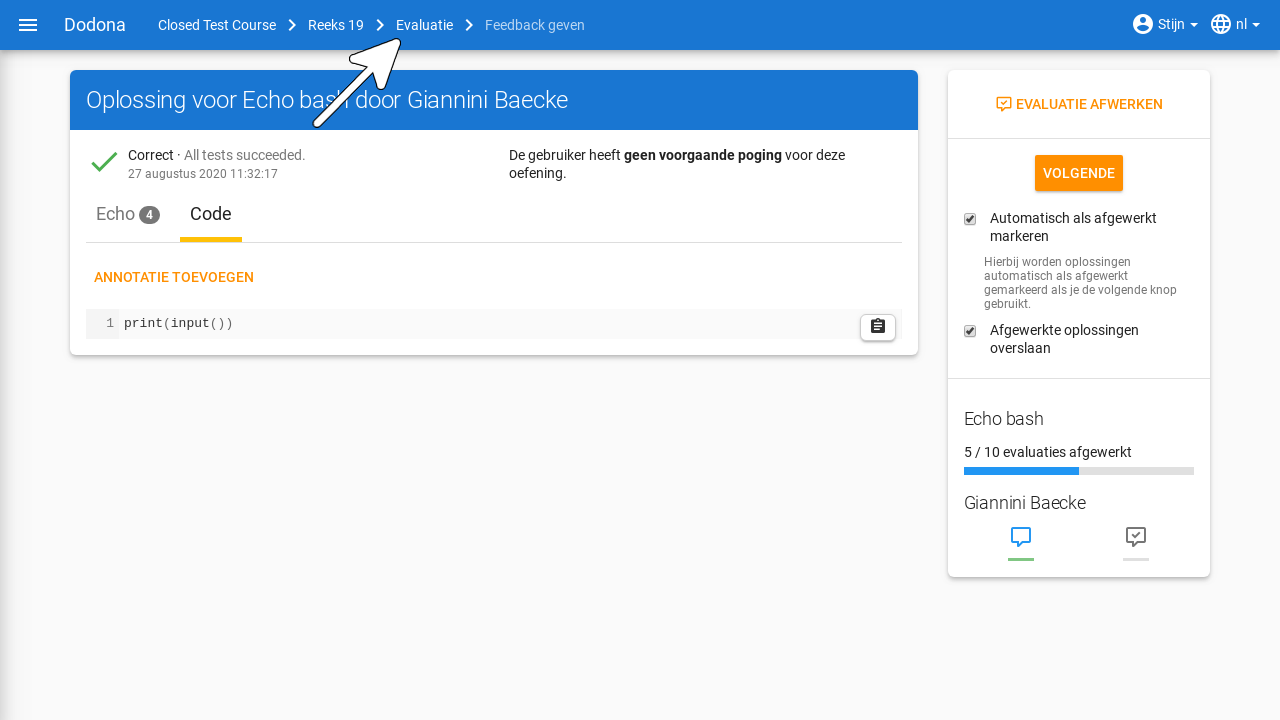 Dodona
Closed Test Course
Reeks 19
Evaluatie
Feedback geven
Stijn
nl
Oplossing voor Echo bash door Giannini Baecke
Correct · All tests succeeded.
27 augustus 2020 11:32:17
De gebruiker heeft geen voorgaande poging voor deze
oefening.
Echo 4
Code
ANNOTATIE TOEVOEGEN
1 print(input())
EVALUATIE AFWERKEN
VOLGENDE
Automatisch als afgewerkt
markeren
Hierbij worden oplossingen
automatisch als afgewerkt
gemarkeerd als je de volgende knop
gebruikt.
Afgewerkte oplossingen
overslaan
Echo bash
5 / 10 evaluaties afgewerkt
Giannini Baecke